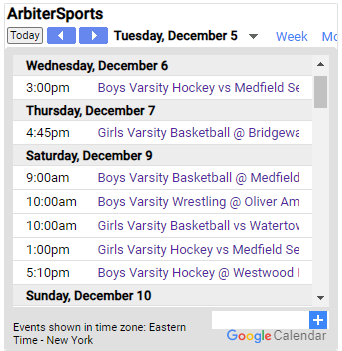 ArbiterSports
Today Tuesday, December 5 Week
Wednesday, December 6
3:00pm Boys Varsity Hockey vs Medfield
Thursday, December 7
4:45pm Girls Varsity Basketball @
Saturday, December 9
9:00am Boys Varsity Basketball @ Medfield
10:00am Boys Varsity Wrestling @ Oliver
10:00am Girls Varsity Basketball vs
1:00pm Girls Varsity Hockey vs Medfield
5:10pm Boys Varsity Hockey @ Westwood
Sunday, December 10
Events shown in time zone: Eastern
Time - New York
Google Calendar